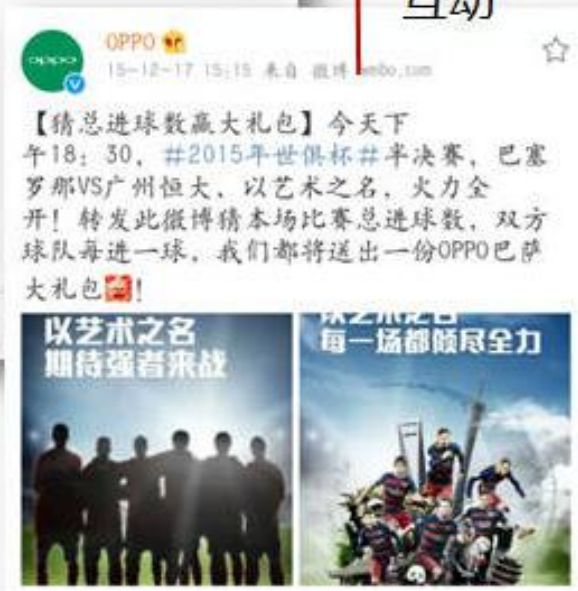 互动
OPPO
oppo
15-12-17 15:15 来自 微博 weibo.com
【猜总进球数赢大礼包】今天下
午18：30，#2015年世俱杯#半决赛，巴塞
罗那VS广州恒大，以艺术之名，火力全
开！转发此微博猜本场比赛总进球数，双方
球队每进一球，我们都将送出一份OPPO巴萨
大礼包！
以艺术之名
期待强者来战
以艺术之名
每一场都倾尽全力